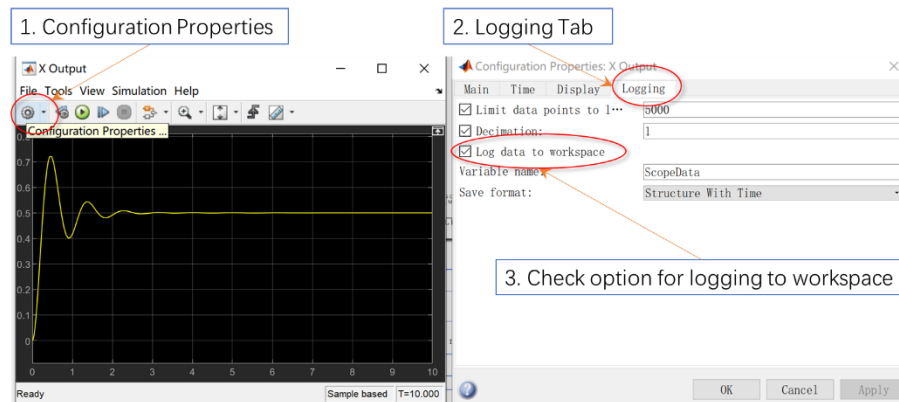 1. Configuration Properties
2. Logging Tab
X Output
File Tools View Simulation Help
Configuration Properties ...
0.8
0.7
0.6
0.5
0.4
0.3
0.2
0.1
0
0 1 2 3 4 5 6 7 8 9 10
Ready Sample based T=10.000
Configuration Properties: X Output
Main Time Display Logging
Limit data points to l··· 5000
Decimation: 1
Log data to workspace
Variable name: ScopeData
Save format: Structure With Time
3. Check option for logging to workspace
OK Cancel Apply